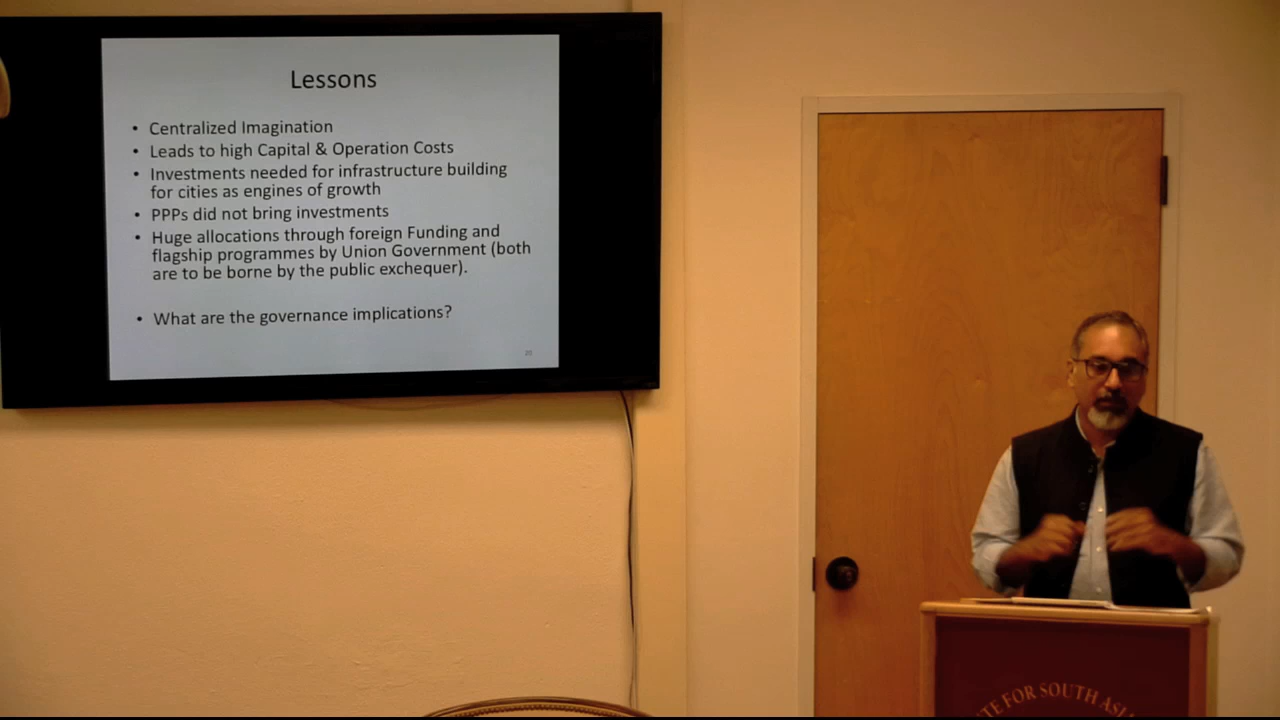 Lessons
• Centralized Imagination
• Leads to high Capital & Operation Costs
• Investments needed for infrastructure building
for cities as engines of growth
• PPPs did not bring investments
• Huge allocations through foreign Funding and
flagship programmes by Union Government (both
are to be borne by the public exchequer).
• What are the governance implications?
FOR SOUTH